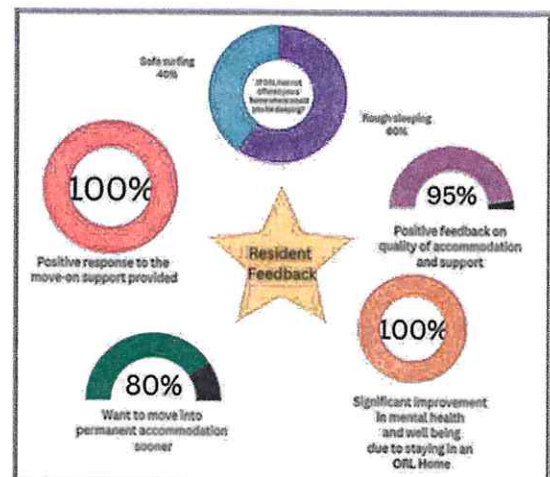 Sofa surfing
40%
If ORL had not
offered you a
home where would
you be sleeping?
Rough sleeping
60%
100%
Positive response to the
move-on support provided
95%
Positive feedback on
quality of accommodation
and support
Resident
Feedback
80%
Want to move into
permanent accommodation
sooner
100%
Significant improvement
in mental health
and well being
due to staying in an
ORL Home